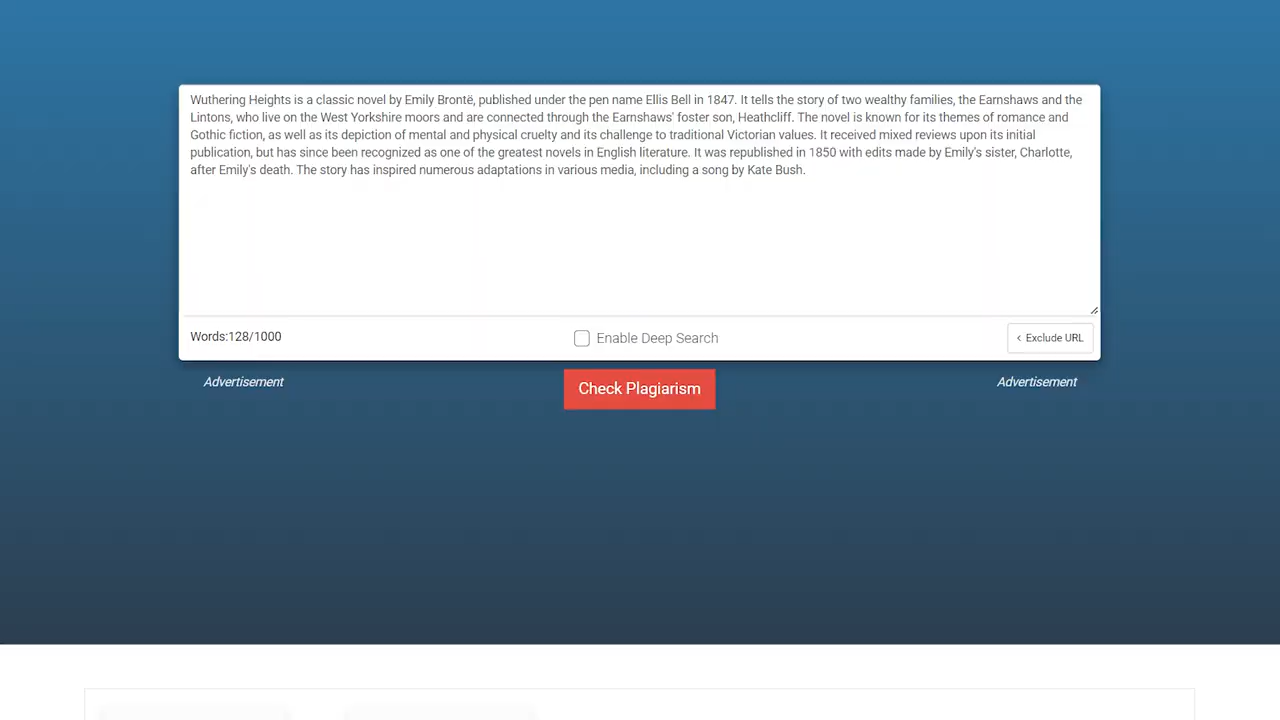 Wuthering Heights is a classic novel by Emily Brontë, published under the pen name Ellis Bell in 1847. It tells the story of two wealthy families, the Earnshaws and the
Lintons, who live on the West Yorkshire moors and are connected through the Earnshaws' foster son, Heathcliff. The novel is known for its themes of romance and
Gothic fiction, as well as its depiction of mental and physical cruelty and its challenge to traditional Victorian values. It received mixed reviews upon its initial
publication, but has since been recognized as one of the greatest novels in English literature. It was republished in 1850 with edits made by Emily's sister, Charlotte,
after Emily's death. The story has inspired numerous adaptations in various media, including a song by Kate Bush.
Words:128/1000
Enable Deep Search
< Exclude URL
Advertisement
Check Plagiarism
Advertisement